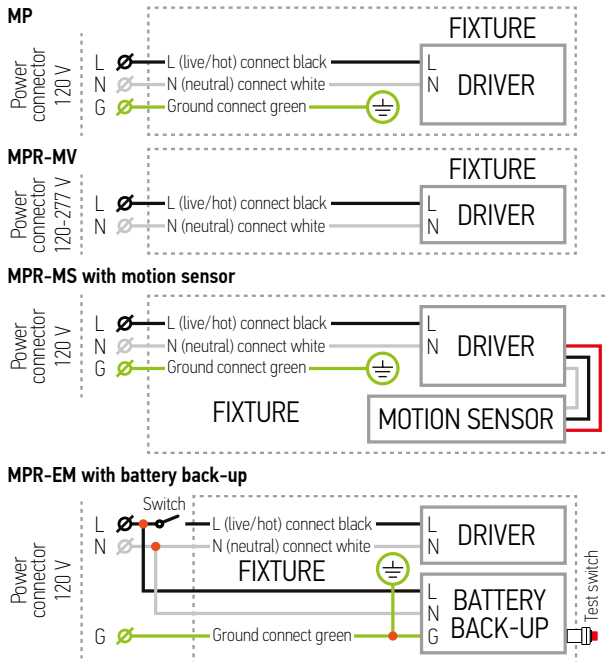 MP
FIXTURE
Power connector 120 V
L
L (live/hot) connect black
L
N
N (neutral) connect white
N
DRIVER
G
Ground connect green
MPR-MV
FIXTURE
Power connector 120-277 V
L
L (live/hot) connect black
L
N
N (neutral) connect white
N
DRIVER
MPR-MS with motion sensor
Power connector 120 V
L
L (live/hot) connect black
L
N
N (neutral) connect white
N
DRIVER
G
Ground connect green
FIXTURE
MOTION SENSOR
MPR-EM with battery back-up
Power connector 120 V
Switch
L
L (live/hot) connect black
L
N
N (neutral) connect white
N
DRIVER
FIXTURE
L
N
BATTERY
BACK-UP
Test switch
G
Ground connect green
G